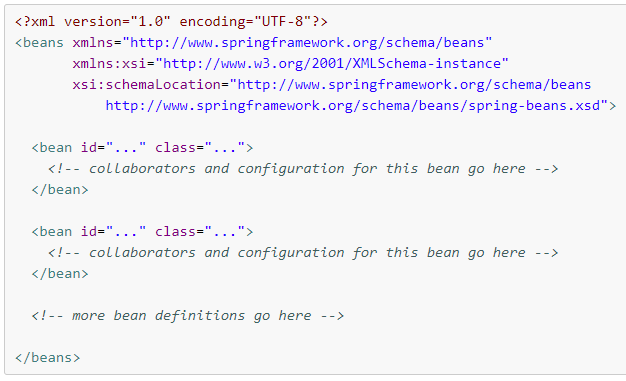 <?xml version="1.0" encoding="UTF-8"?>
<beans xmlns="http://www.springframework.org/schema/beans"
       xmlns:xsi="http://www.w3.org/2001/XMLSchema-instance"
       xsi:schemaLocation="http://www.springframework.org/schema/beans
           http://www.springframework.org/schema/beans/spring-beans.xsd">

  <bean id="..." class="...">
    <!-- collaborators and configuration for this bean go here -->
  </bean>

  <bean id="..." class="...">
    <!-- collaborators and configuration for this bean go here -->
  </bean>

  <!-- more bean definitions go here -->

</beans>